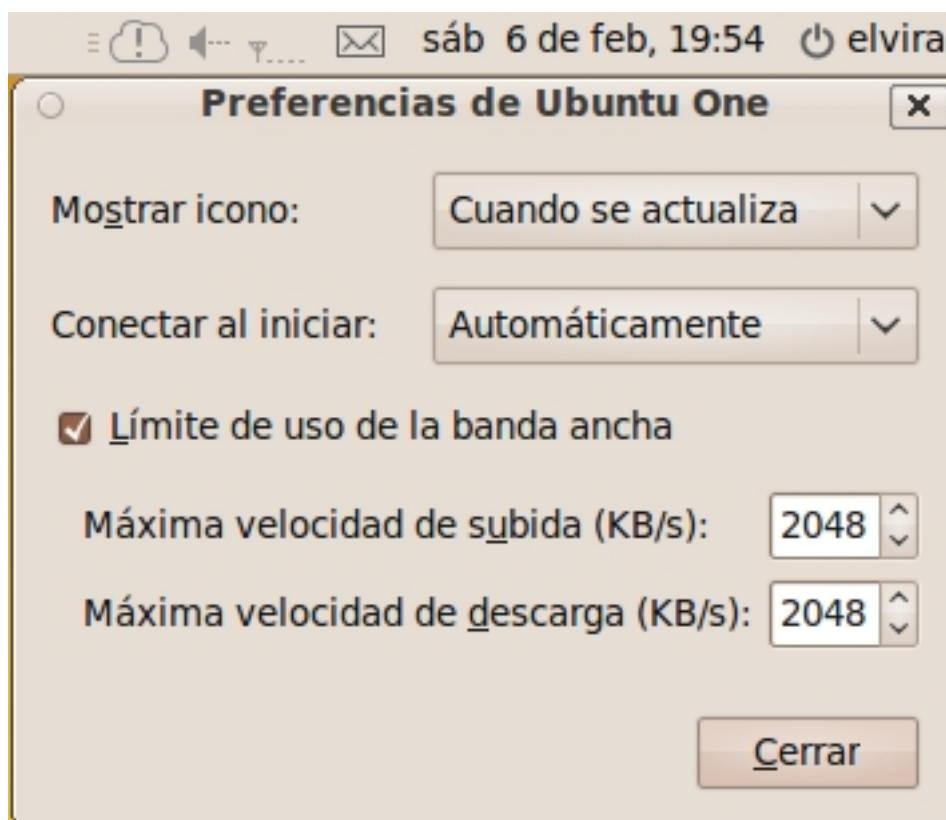 sáb 6 de feb, 19:54 elvira
Preferencias de Ubuntu One
Mostrar icono: Cuando se actualiza
Conectar al iniciar: Automáticamente
Límite de uso de la banda ancha
Máxima velocidad de subida (KB/s): 2048
Máxima velocidad de descarga (KB/s): 2048
Cerrar